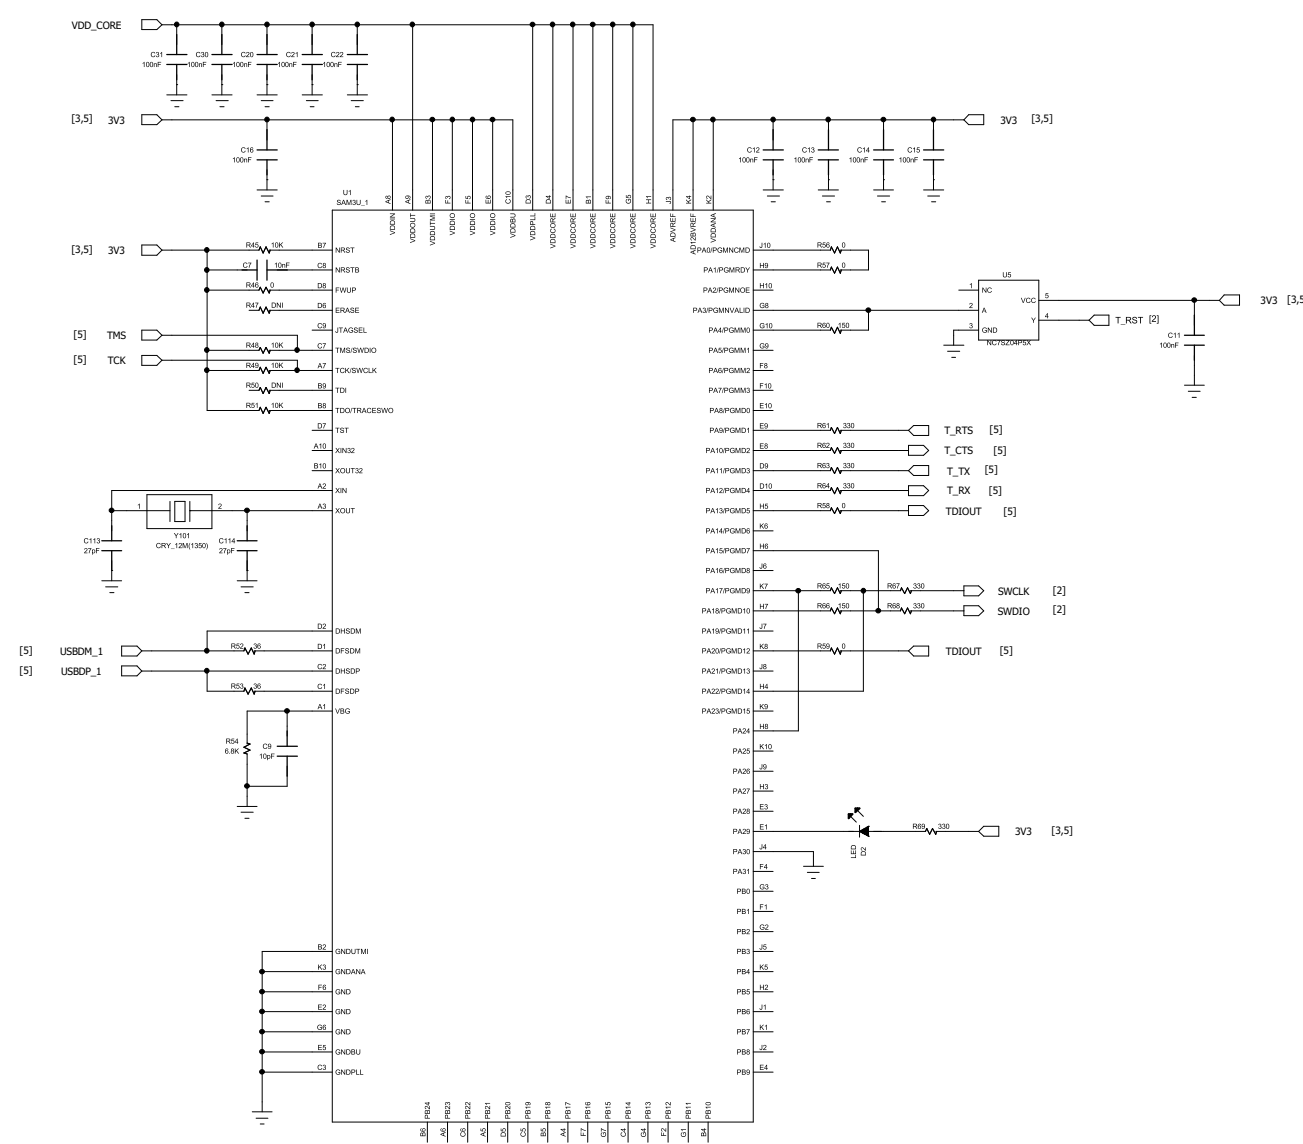 VDD_CORE
C31 100nF
C30 100nF
C20 100nF
C21 100nF
C22 100nF
[3,5] 3V3
C16 100nF
3V3 [3,5]
C12 100nF
C13 100nF
C14 100nF
C15 100nF
U1
SAM3U_1
A8 VDDIN
A9 VDDOUT
B3 VDDUTMI
F3 VDDIO
F5 VDDIO
E6 VDDIO
C10 VDDBU
D3 VDDPLL
D4 VDDCORE
E7 VDDCORE
B1 VDDCORE
F9 VDDCORE
G5 VDDCORE
H1 VDDCORE
J3 ADVREF
K4 AD12BVREF
K2 VDDANA
[3,5] 3V3
R45 10K B7 NRST
C7 10nF C8 NRSTB
R46 0 D8 FWUP
R47 DNI D6 ERASE
C9 JTAGSEL
[5] TMS
R48 10K C7 TMS/SWDIO
[5] TCK
R49 10K A7 TCK/SWCLK
R50 DNI B9 TDI
R51 10K B8 TDO/TRACESWO
D7 TST
A10 XIN32
B10 XOUT32
A2 XIN
A3 XOUT
1 2
Y101
CRY_12M(1350)
C113 27pF
C114 27pF
D2 DHSDM
[5] USBDM_1 R52 36 D1 DFSDM
[5] USBDP_1 C2 DHSDP
R53 36 C1 DFSDP
A1 VBG
R54 6.8K
C9 10pF
B2 GNDUTMI
K3 GNDANA
F6 GND
E2 GND
G6 GND
E5 GNDBU
C3 GNDPLL
PA0/PGMNCMD J10 R56 0
PA1/PGMRDY H9 R57 0
PA2/PGMNOE H10
PA3/PGMNVALID G8
PA4/PGMM0 G10 R60 150
PA5/PGMM1 G9
PA6/PGMM2 F8
PA7/PGMM3 F10
PA8/PGMD0 E10
PA9/PGMD1 E9 R61 330 T_RTS [5]
PA10/PGMD2 E8 R62 330 T_CTS [5]
PA11/PGMD3 D9 R63 330 T_TX [5]
PA12/PGMD4 D10 R64 330 T_RX [5]
PA13/PGMD5 H5 R58 0 TDIOUT [5]
PA14/PGMD6 K6
PA15/PGMD7 H6
PA16/PGMD8 J6
PA17/PGMD9 K7 R65 150 R67 330 SWCLK [2]
PA18/PGMD10 H7 R66 150 R68 330 SWDIO [2]
PA19/PGMD11 J7
PA20/PGMD12 K8 R59 0 TDIOUT [5]
PA21/PGMD13 J8
PA22/PGMD14 H4
PA23/PGMD15 K9
PA24 H8
PA25 K10
PA26 J9
PA27 H3
PA28 E3
PA29 E1 LED D2 R69 330 3V3 [3,5]
PA30 J4
PA31 F4
PB0 G3
PB1 F1
PB2 G2
PB3 J5
PB4 K5
PB5 H2
PB6 J1
PB7 K1
PB8 J2
PB9 E4
U5
1 NC
2 A
3 GND
VCC 5
Y 4
NC7SZ04P5X
3V3 [3,5
T_RST [2]
C11 100nF
PB24 B6
PB23 A6
PB22 C6
PB21 A5
PB20 D5
PB19 C5
PB18 B5
PB17 A4
PB16 F7
PB15 G7
PB14 C4
PB13 G4
PB12 F2
PB11 G1
PB10 B4